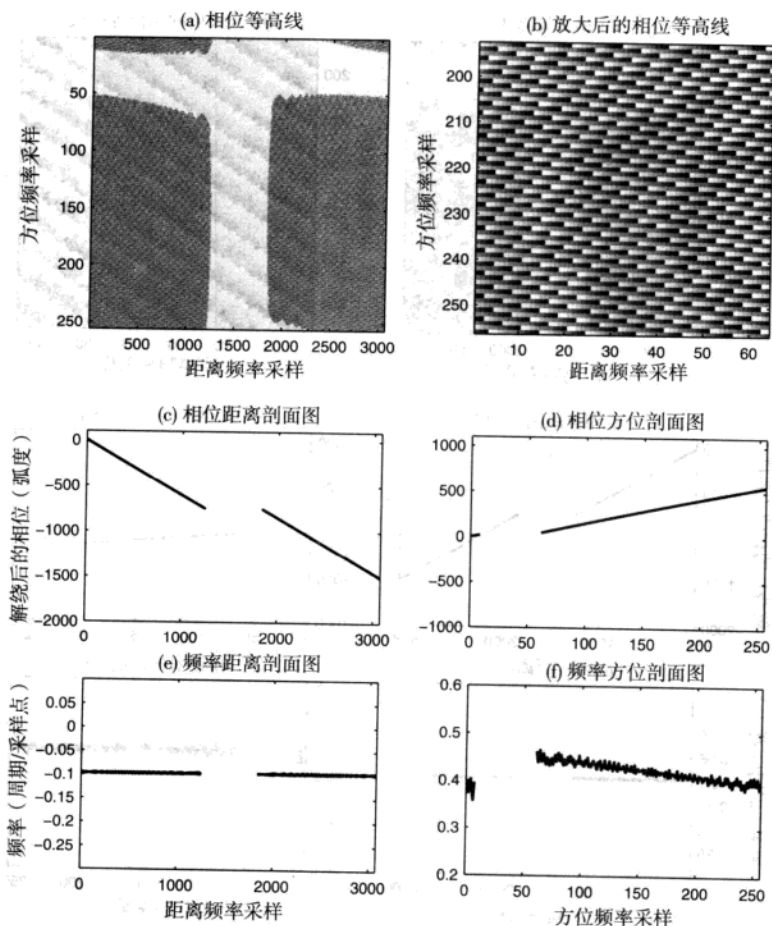 (a) 相位等高线
50
100
150
200
250
方位频率采样
500 1000 1500 2000 2500 3000
距离频率采样
(b) 放大后的相位等高线
200
210
220
230
240
250
方位频率采样
10 20 30 40 50 60
距离频率采样
(c) 相位距离剖面图
0
-500
-1000
-1500
-2000
解绕后的相位（弧度）
0 1000 2000 3000
(d) 相位方位剖面图
1000
500
0
-500
-1000
0 50 100 150 200 250
(e) 频率距离剖面图
0.05
0
-0.05
-0.1
-0.15
-0.2
-0.25
频率（周期/采样点）
0 1000 2000 3000
距离频率采样
(f) 频率方位剖面图
0.6
0.5
0.4
0.3
0.2
0 50 100 150 200 250
方位频率采样